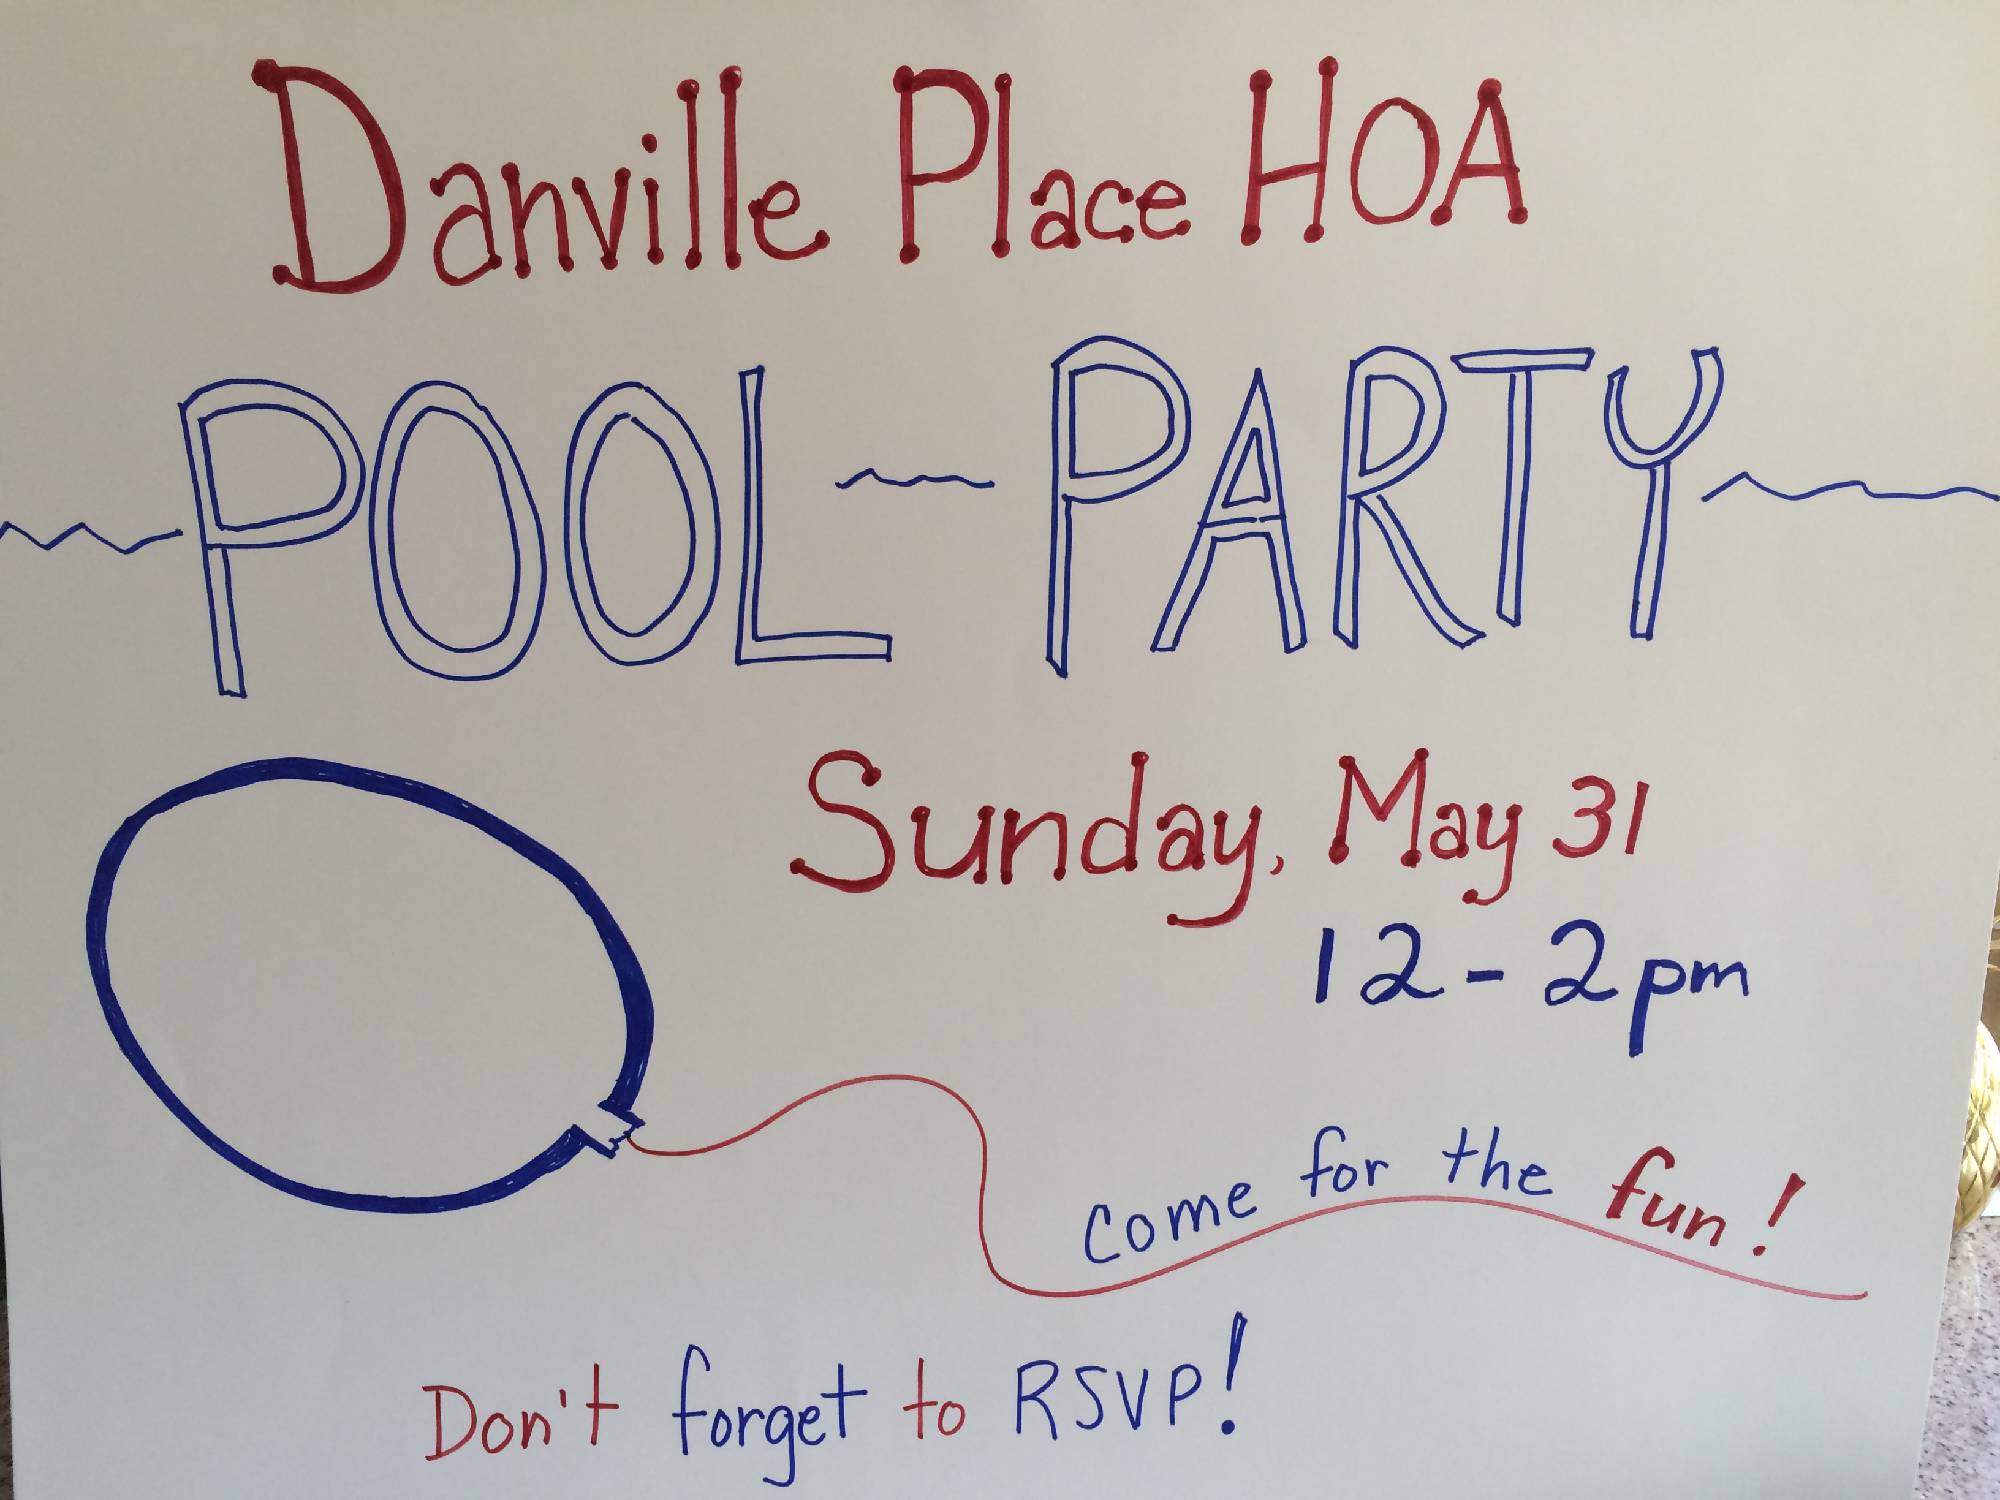 Danville Place HOA
POOL PARTY
Sunday, May 31
12 - 2pm
Come for the fun!
Don't forget to RSVP!